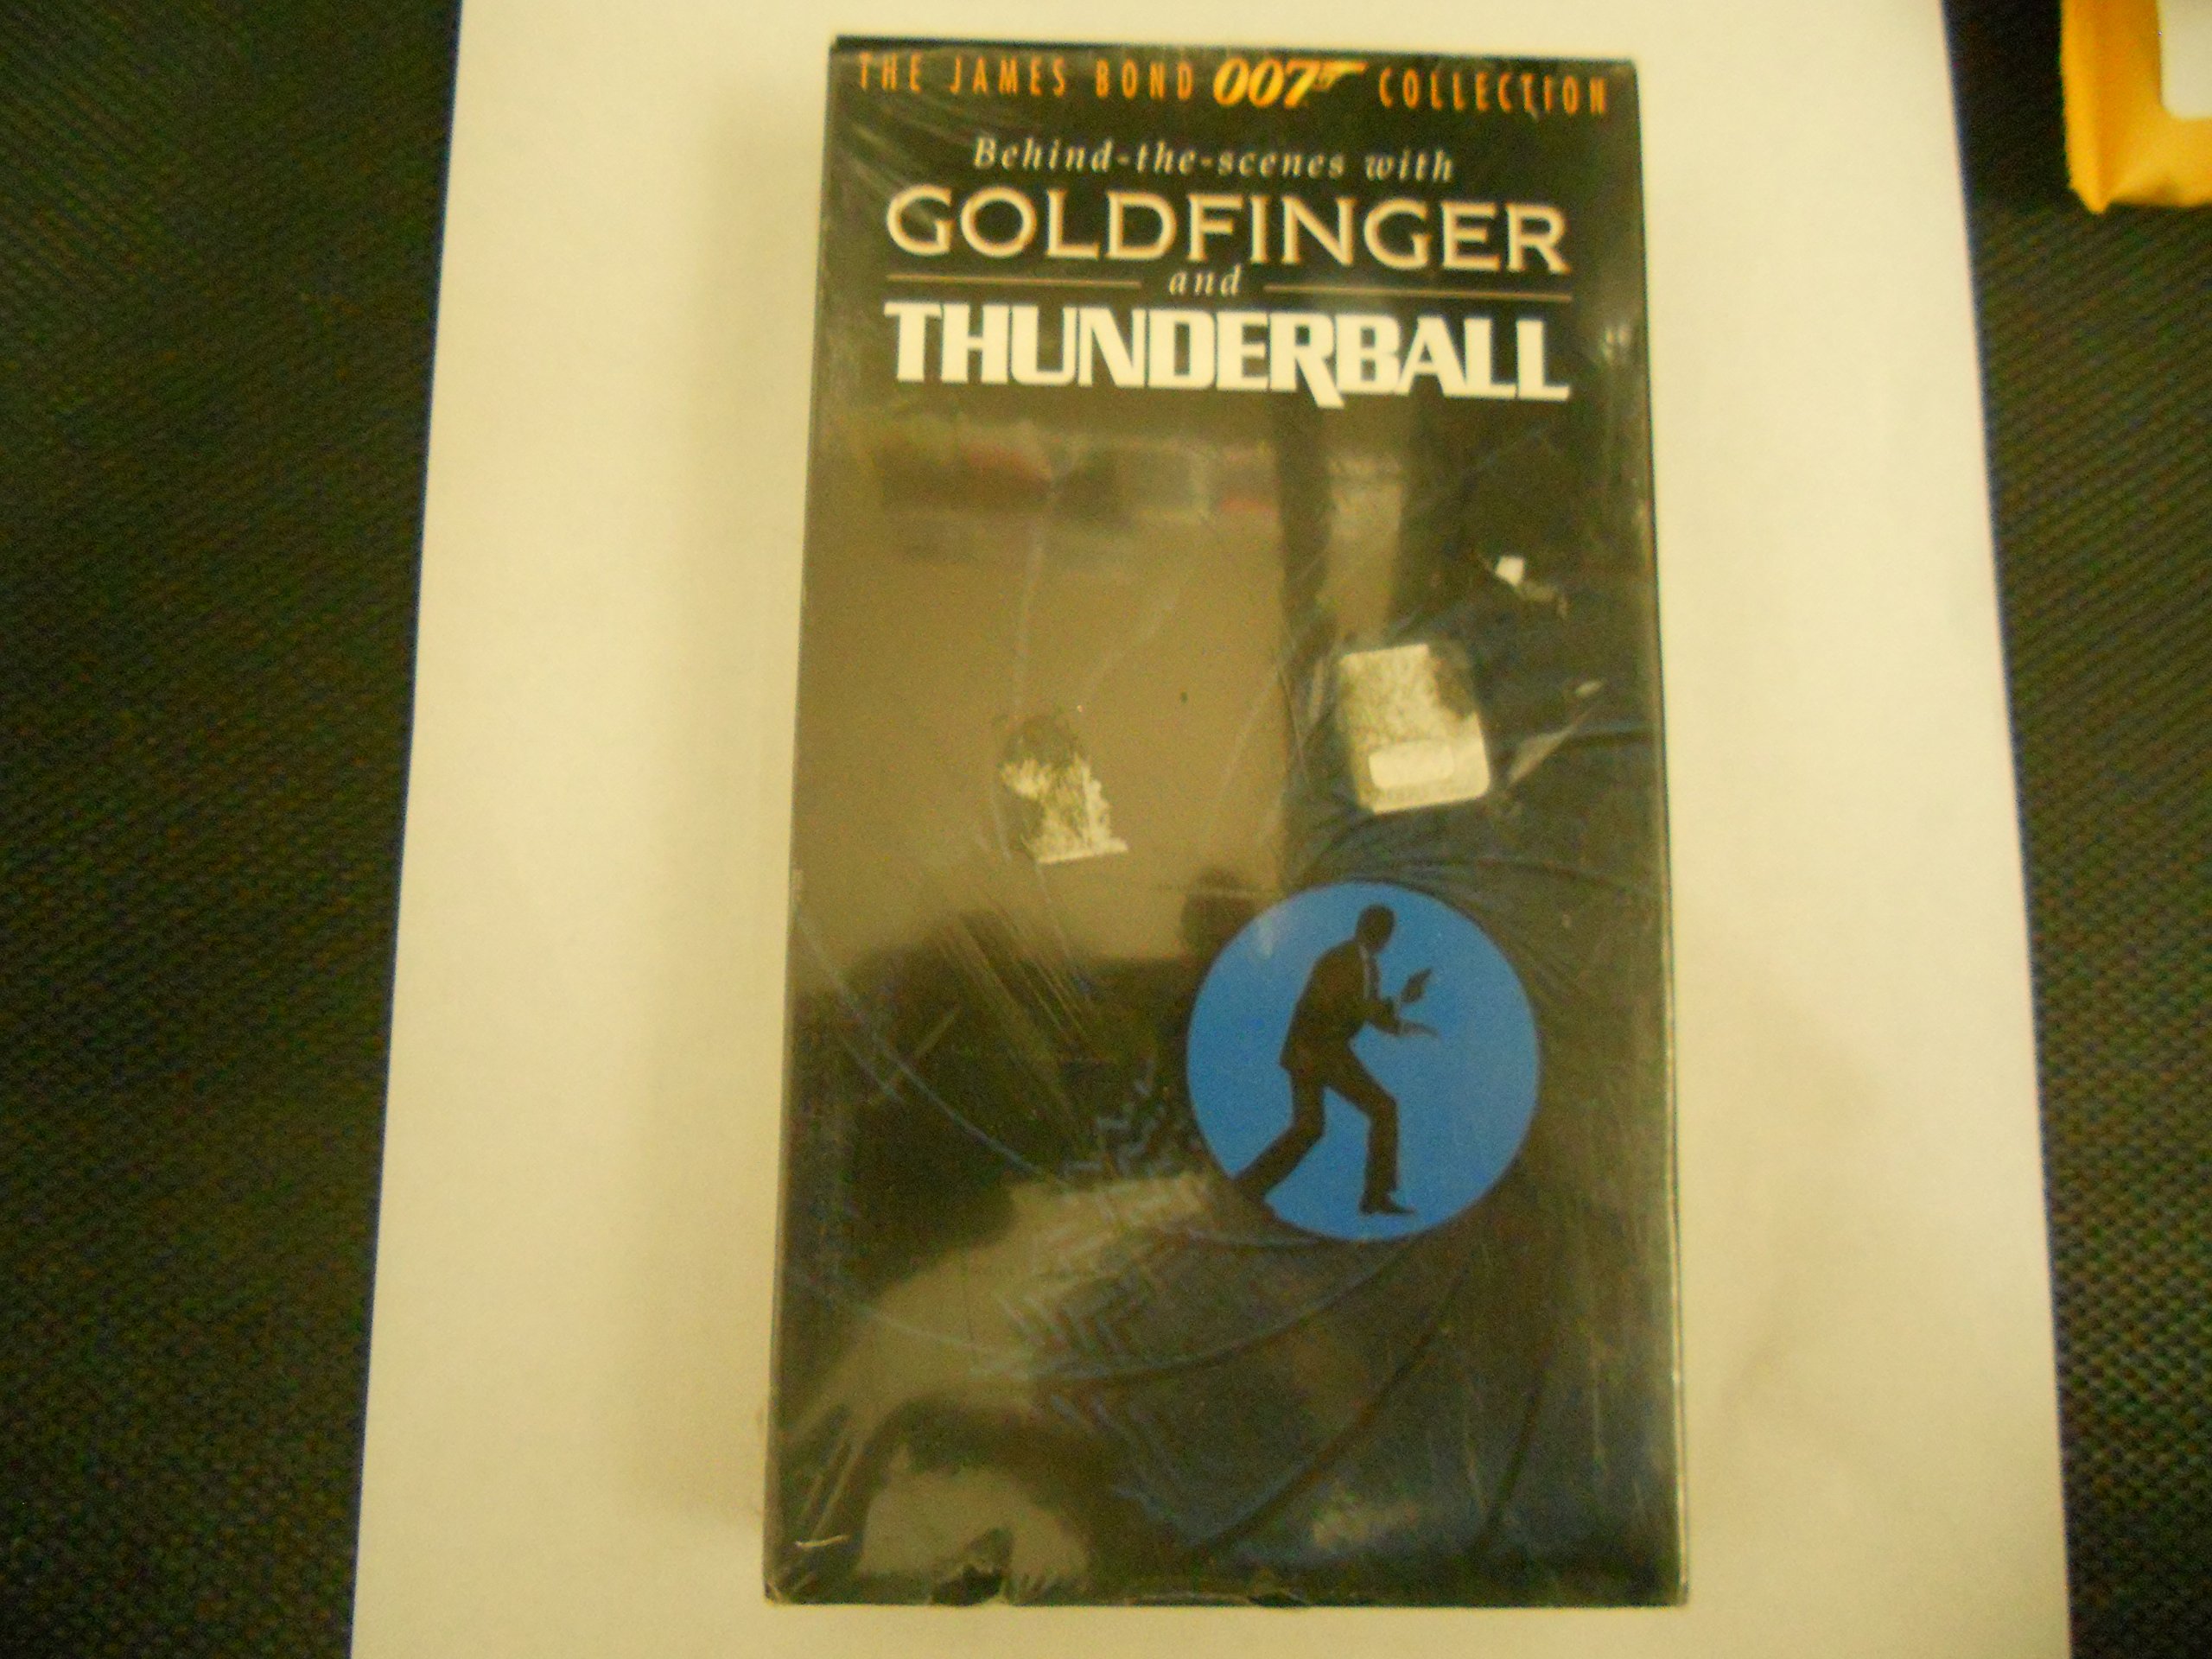 THE JAMES BOND 007 COLLECTION
Behind-the-scenes with
GOLDFINGER
and
THUNDERBALL